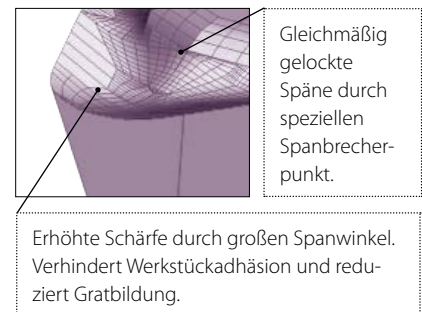 Gleichmäßig
gelockte
Späne durch
speziellen
Spanbrecher-
punkt.
Erhöhte Schärfe durch großen Spanwinkel.
Verhindert Werkstückadhäsion und redu-
ziert Gratbildung.